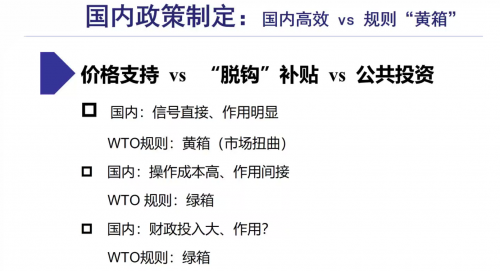 国内政策制定：国内高效 vs 规则“黄箱”
价格支持 vs “脱钩”补贴 vs 公共投资
国内：信号直接、作用明显
WTO规则：黄箱（市场扭曲）
国内：操作成本高、作用间接
WTO 规则：绿箱
国内：财政投入大、作用？
WTO规则：绿箱